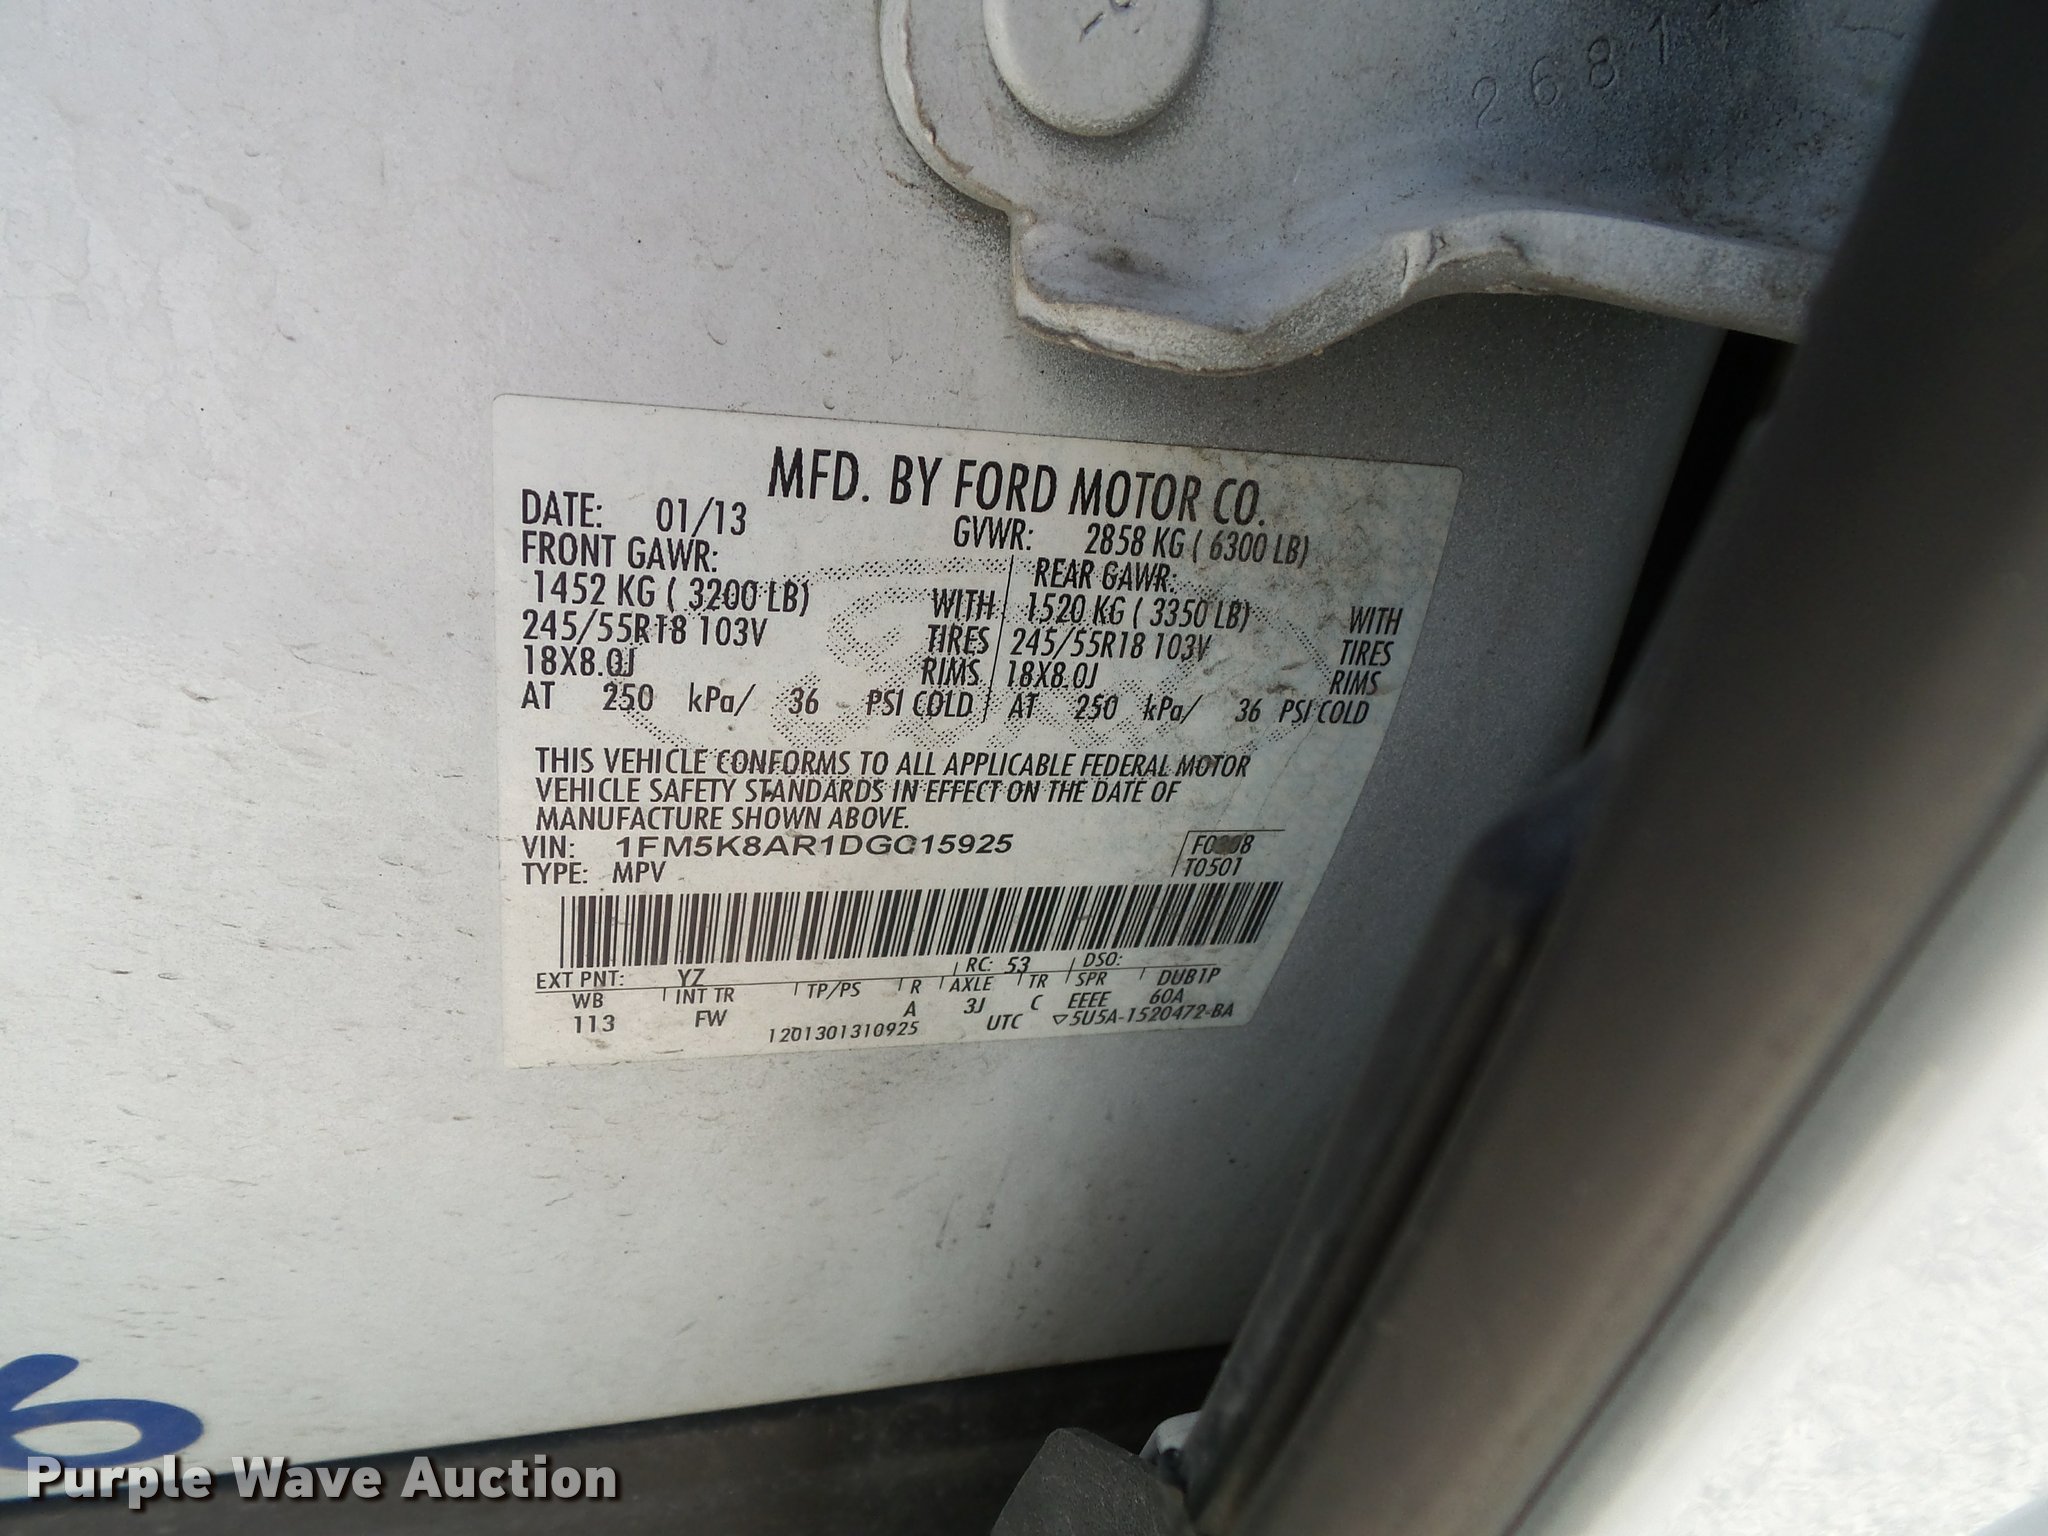 26811
MFD. BY FORD MOTOR CO.
DATE: 01/13 GVWR: 2858 KG ( 6300 LB)
FRONT GAWR: REAR GAWR:
1452 KG ( 3200 LB) WITH 1520 KG ( 3350 LB) WITH
245/55R18 103V TIRES 245/55R18 103V TIRES
18X8.0J RIMS 18X8.0J RIMS
AT 250 kPa/ 36 PSI COLD AT 250 kPa/ 36 PSI COLD
THIS VEHICLE CONFORMS TO ALL APPLICABLE FEDERAL MOTOR
VEHICLE SAFETY STANDARDS IN EFFECT ON THE DATE OF
MANUFACTURE SHOWN ABOVE.
VIN: 1FM5K8AR1DGC15925
TYPE: MPV T0501
EXT PNT: YZ RC: 53 DSO:
WB INT TR TP/PS R AXLE TR SPR DUB1P
113 FW A 3J C EEEE 60A
1201301310925 UTC ▽5U5A-1520472-BA
6
Purple Wave Auction